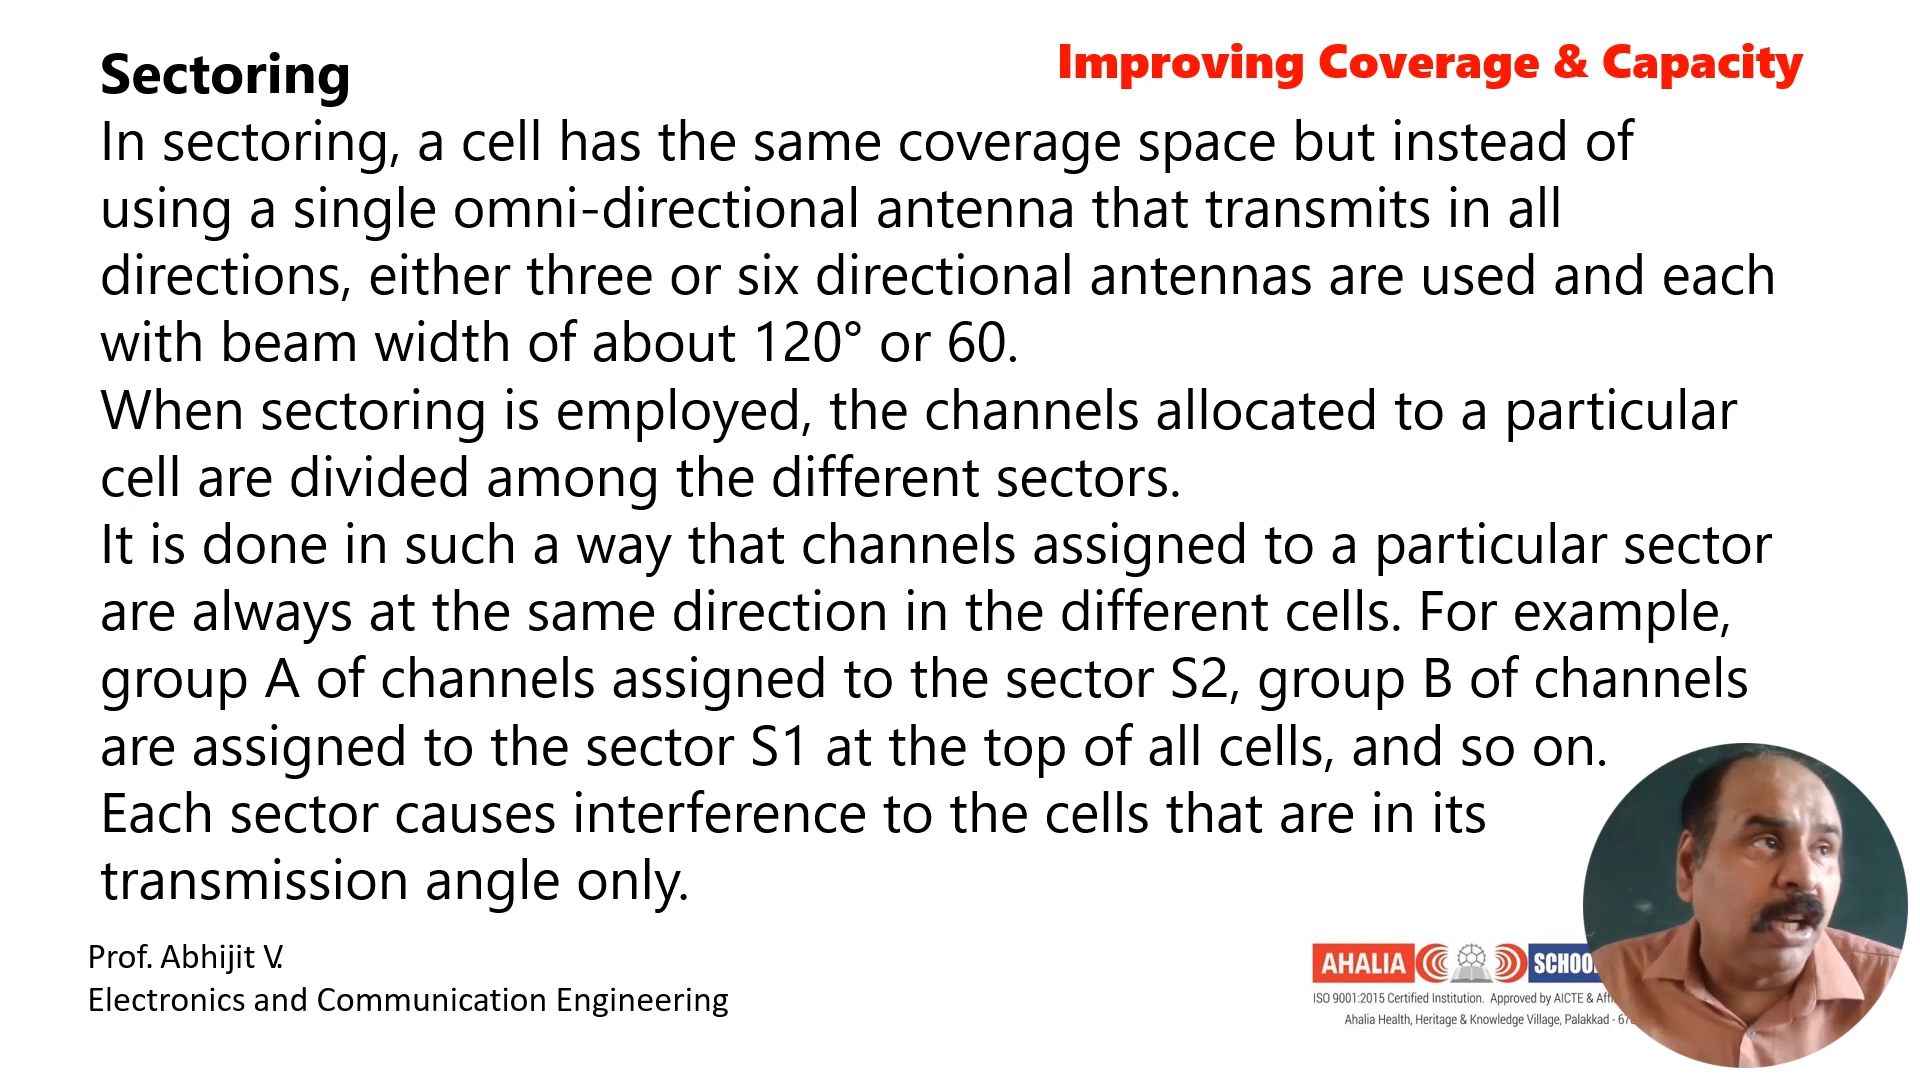 Sectoring
Improving Coverage & Capacity
In sectoring, a cell has the same coverage space but instead of
using a single omni-directional antenna that transmits in all
directions, either three or six directional antennas are used and each
with beam width of about 120° or 60.
When sectoring is employed, the channels allocated to a particular
cell are divided among the different sectors.
It is done in such a way that channels assigned to a particular sector
are always at the same direction in the different cells. For example,
group A of channels assigned to the sector S2, group B of channels
are assigned to the sector S1 at the top of all cells, and so on.
Each sector causes interference to the cells that are in its
transmission angle only.
Prof. Abhijit V.
Electronics and Communication Engineering
AHALIA SCHOOL
ISO 9001:2015 Certified Institution. Approved by AICTE &
Ahalia Health, Heritage & Knowledge Village, Palakkad -